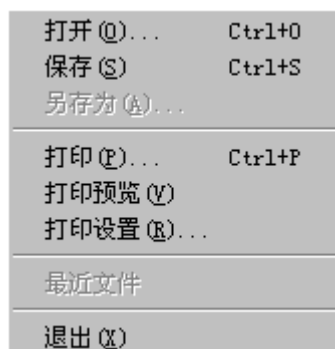 打开(O)... Ctrl+O
保存(S) Ctrl+S
另存为(A)...
打印(P)... Ctrl+P
打印预览(V)
打印设置(R)...
最近文件
退出(X)